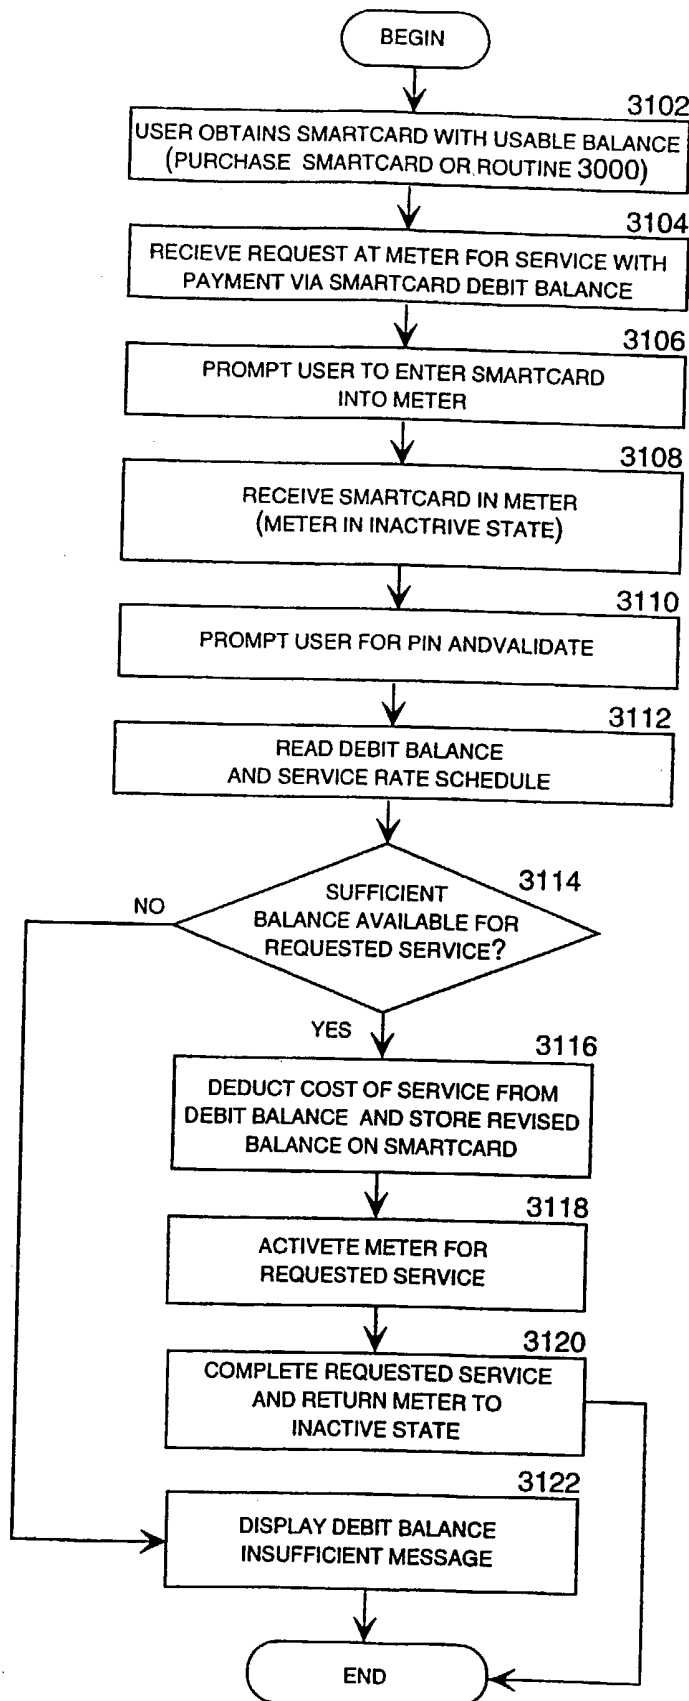 BEGIN
3102
USER OBTAINS SMARTCARD WITH USABLE BALANCE
(PURCHASE SMARTCARD OR ROUTINE 3000)
3104
RECIEVE REQUEST AT METER FOR SERVICE WITH
PAYMENT VIA SMARTCARD DEBIT BALANCE
3106
PROMPT USER TO ENTER SMARTCARD
INTO METER
3108
RECEIVE SMARTCARD IN METER
(METER IN INACTRIVE STATE)
3110
PROMPT USER FOR PIN ANDVALIDATE
3112
READ DEBIT BALANCE
AND SERVICE RATE SCHEDULE
3114
SUFFICIENT
BALANCE AVAILABLE FOR
REQUESTED SERVICE?
NO
YES
3116
DEDUCT COST OF SERVICE FROM
DEBIT BALANCE AND STORE REVISED
BALANCE ON SMARTCARD
3118
ACTIVETE METER FOR
REQUESTED SERVICE
3120
COMPLETE REQUESTED SERVICE
AND RETURN METER TO
INACTIVE STATE
3122
DISPLAY DEBIT BALANCE
INSUFFICIENT MESSAGE
END